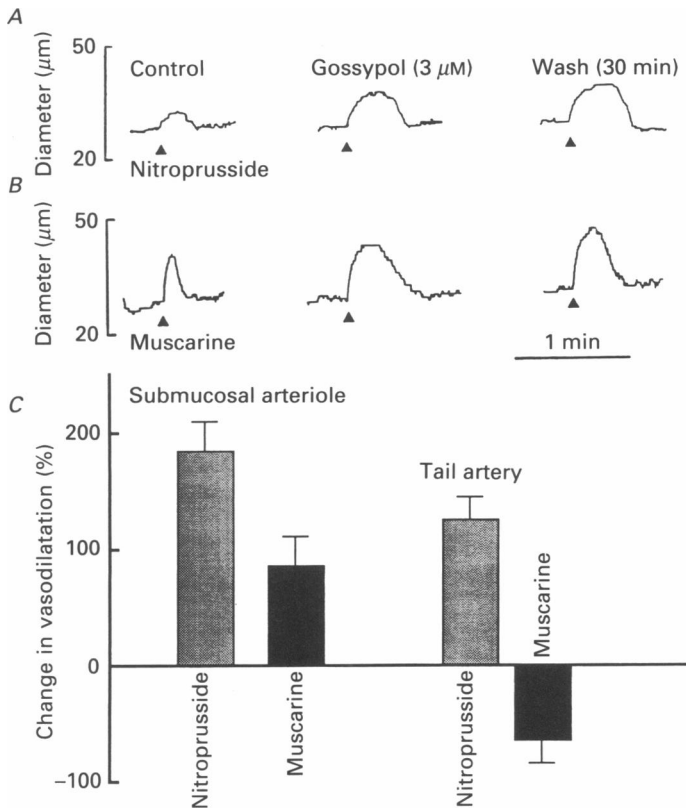 A
50
Diameter (μm)
20
Control
Gossypol (3 μM)
Wash (30 min)
Nitroprusside
B
50
Diameter (μm)
20
Muscarine
1 min
C
Submucosal arteriole
Change in vasodilatation (%)
200
100
0
−100
Tail artery
Nitroprusside
Muscarine
Nitroprusside
Muscarine